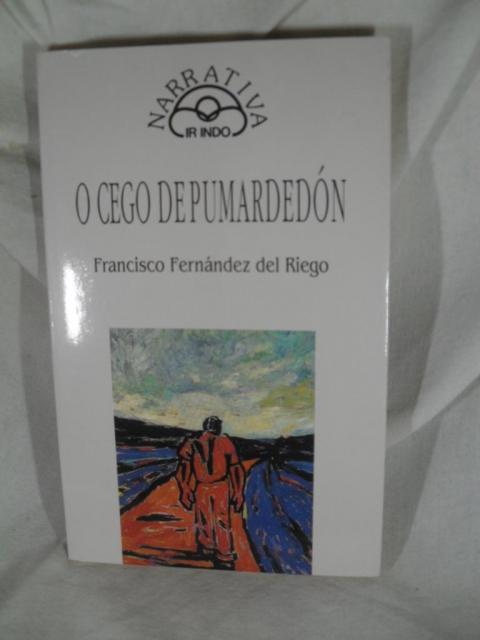 NARRATIVA
IR INDO
O CEGO DE PUMARDEDÓN
Francisco Fernández del Riego